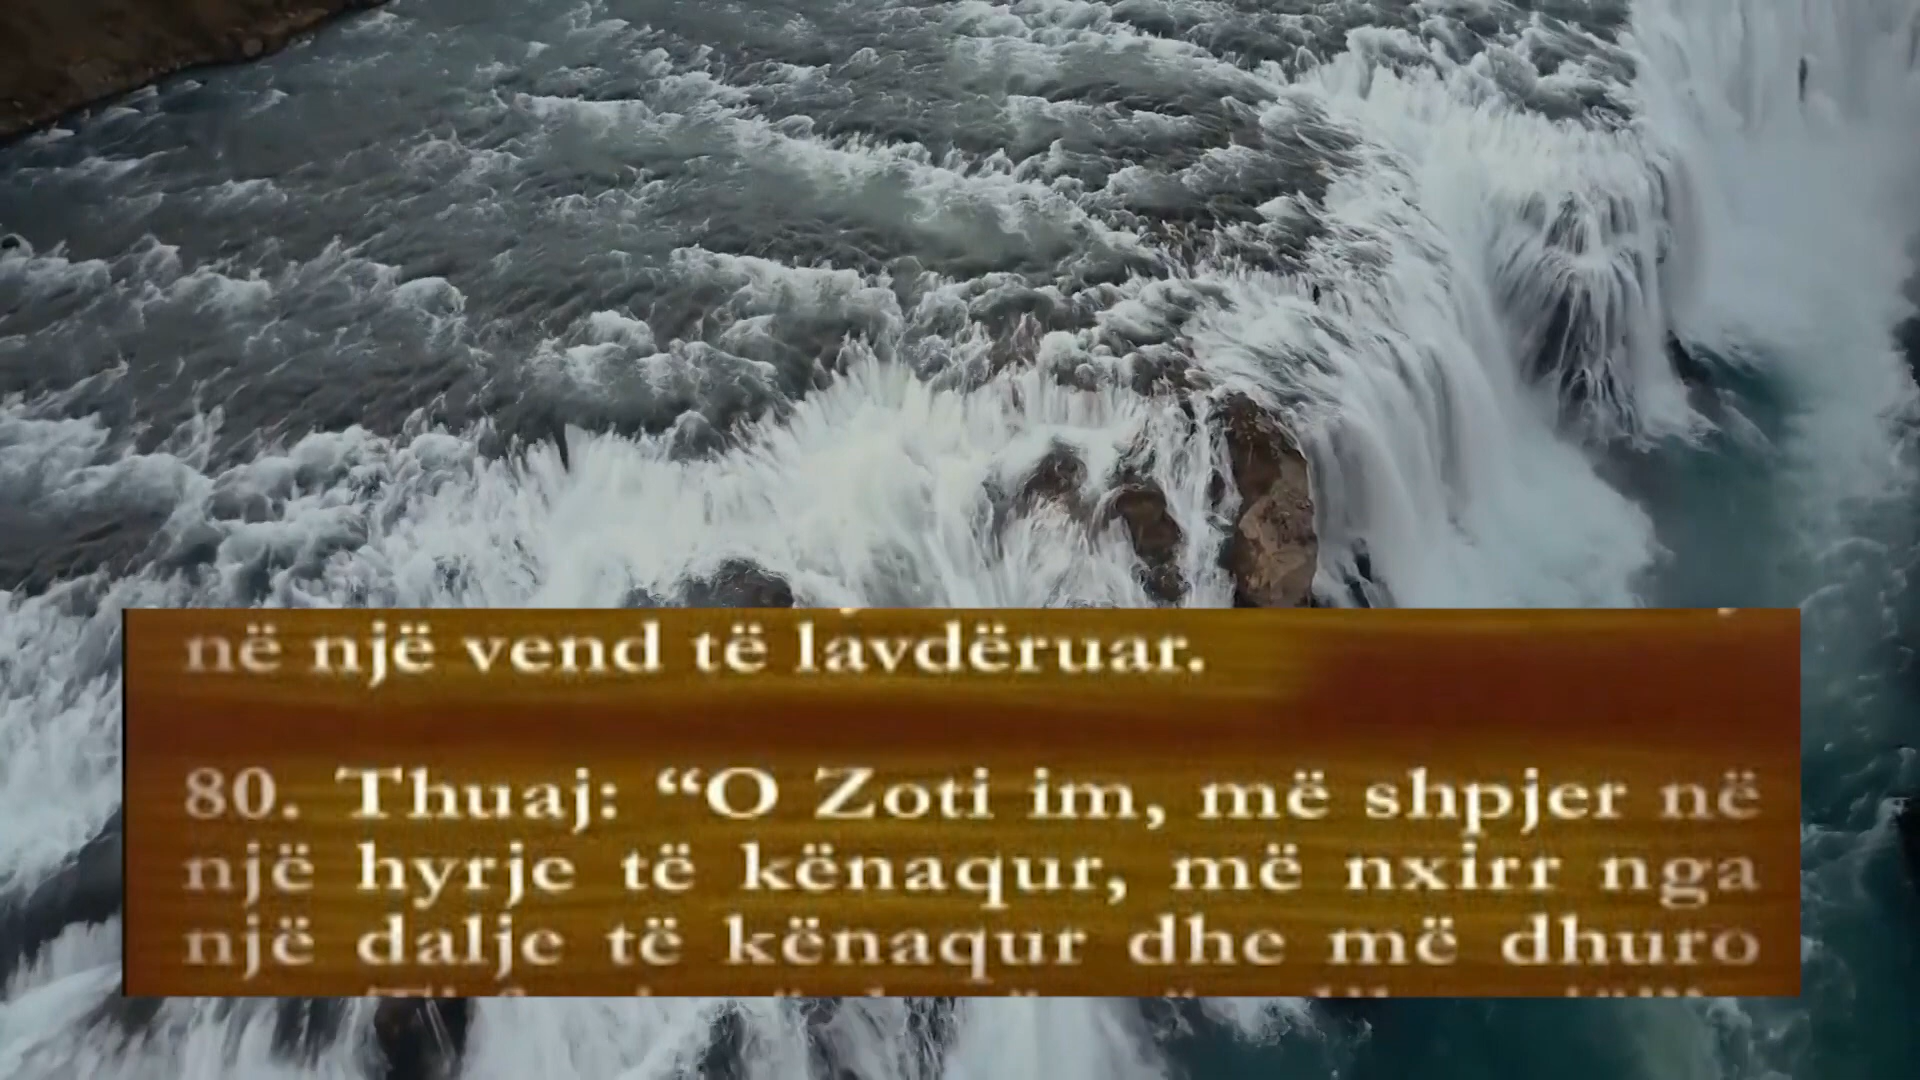 në një vend të lavdëruar.
80. Thuaj: “O Zoti im, më shpjer në
një hyrje të kënaqur, më nxirr nga
një dalje të kënaqur dhe më dhuro